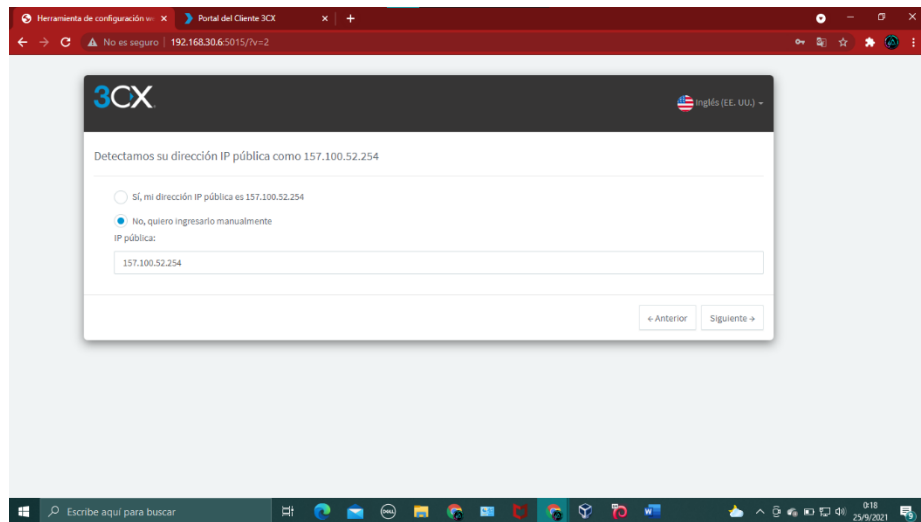 Herramienta de configuración w
Portal del Cliente 3CX
No es seguro | 192.168.30.6:5015/?v=2
3CX
Inglés (EE. UU.)
Detectamos su dirección IP pública como 157.100.52.254
Sí, mi dirección IP pública es 157.100.52.254
No, quiero ingresarlo manualmente
IP pública:
157.100.52.254
← Anterior
Siguiente →
Escribe aquí para buscar
DELL
W
0:18
25/9/2021